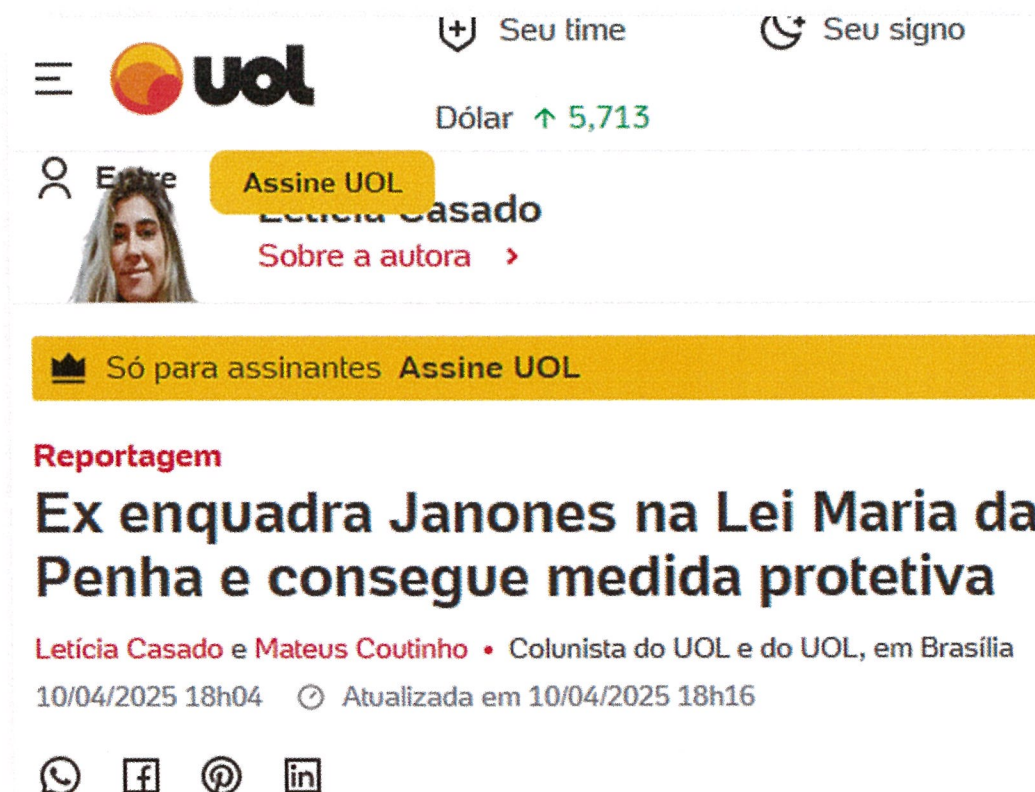 Seu time
Seu signo
uol
Dólar ↑ 5,713
Assine UOL
Casado
Sobre a autora >
Só para assinantes Assine UOL
Reportagem
Ex enquadra Janones na Lei Maria da
Penha e consegue medida protetiva
Letícia Casado e Mateus Coutinho • Colunista do UOL e do UOL, em Brasília
10/04/2025 18h04 Atualizada em 10/04/2025 18h16